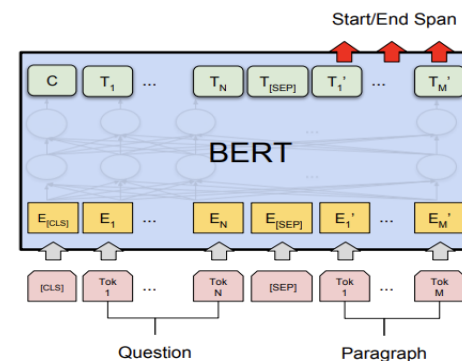 Start/End Span
C T1 ... TN T[SEP] T1' ... TM'
...
BERT
...
E[CLS] E1 ... EN E[SEP] E1' ... EM'
[CLS] Tok 1 ... Tok N [SEP] Tok 1 ... Tok M
Question Paragraph